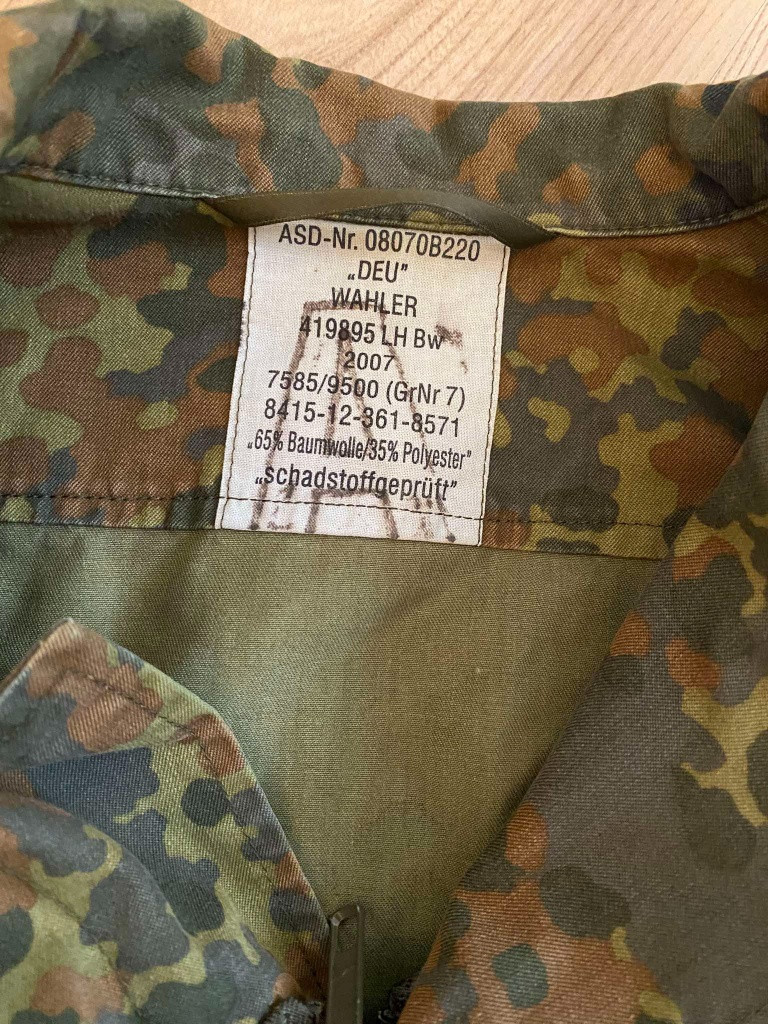 ASD-Nr. 08070B220
„DEU”
WAHLER
419895 LH Bw
2007
7585/9500 (GrNr 7)
8415-12-361-8571
„65% Baumwolle/35% Polyester”
„schadstoffgeprüft”